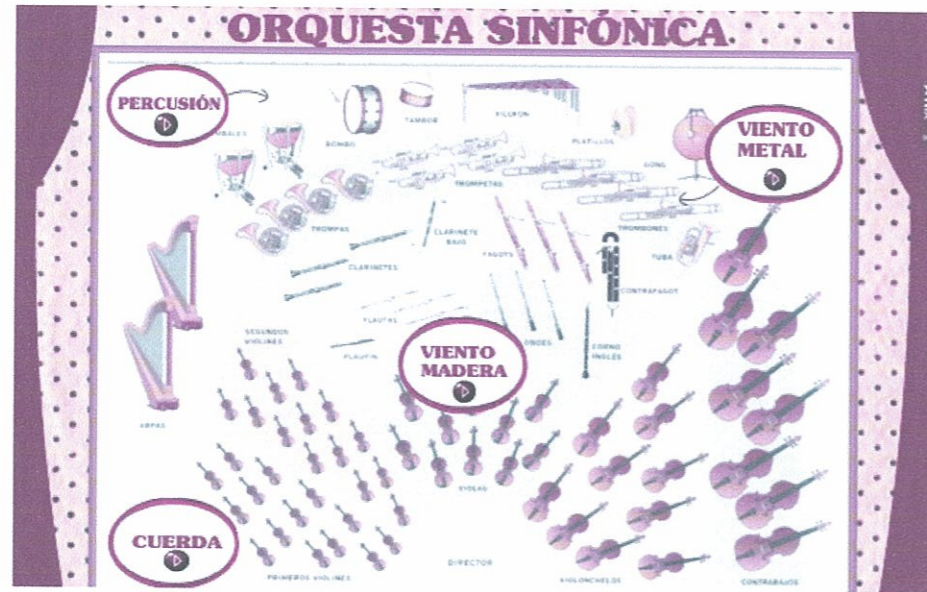 ORQUESTA SINFÓNICA
PERCUSIÓN
TAMBOR
XILOFÓN
BOMBO
PLATILLOS
GONG
VIENTO
METAL
TROMPETAS
TROMPAS
TROMBONES
TUBA
CLARINETE
BAJO
FAGOTS
CLARINETES
CONTRAFAGOT
FLAUTAS
FLAUTÍN
OBOES
CORNO
INGLÉS
SEGUNDOS
VIOLINES
VIENTO
MADERA
ARPAS
VIOLAS
CUERDA
PRIMEROS VIOLINES
DIRECTOR
VIOLONCHELOS
CONTRABAJOS